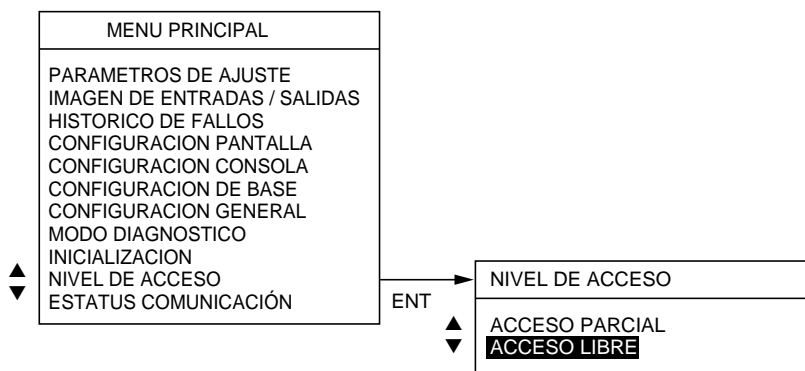 MENU PRINCIPAL
PARAMETROS DE AJUSTE
IMAGEN DE ENTRADAS / SALIDAS
HISTORICO DE FALLOS
CONFIGURACION PANTALLA
CONFIGURACION CONSOLA
CONFIGURACION DE BASE
CONFIGURACION GENERAL
MODO DIAGNOSTICO
INICIALIZACION
NIVEL DE ACCESO
ESTATUS COMUNICACIÓN
ENT
NIVEL DE ACCESO
ACCESO PARCIAL
ACCESO LIBRE